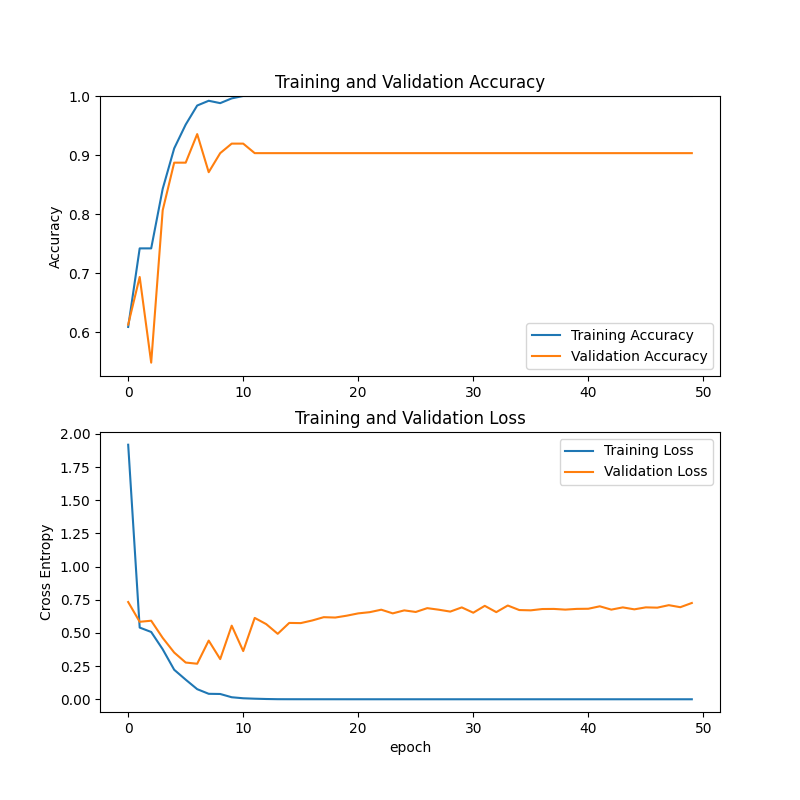 Training and Validation Accuracy
1.0
0.9
0.8
0.7
0.6
Accuracy
Training Accuracy
Validation Accuracy
0 10 20 30 40 50
Training and Validation Loss
2.00
1.75
1.50
1.25
1.00
0.75
0.50
0.25
0.00
Cross Entropy
Training Loss
Validation Loss
0 10 20 30 40 50
epoch